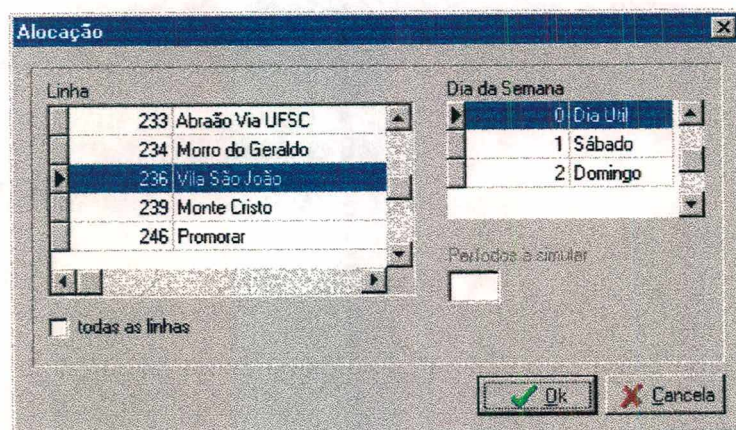 Alocação
Linha
233 Abraão Via UFSC
234 Morro do Geraldo
236 Vila São João
239 Monte Cristo
246 Promorar
todas as linhas
Dia da Semana
0 Dia Util
1 Sábado
2 Domingo
Períodos a simular
Ok
Cancela